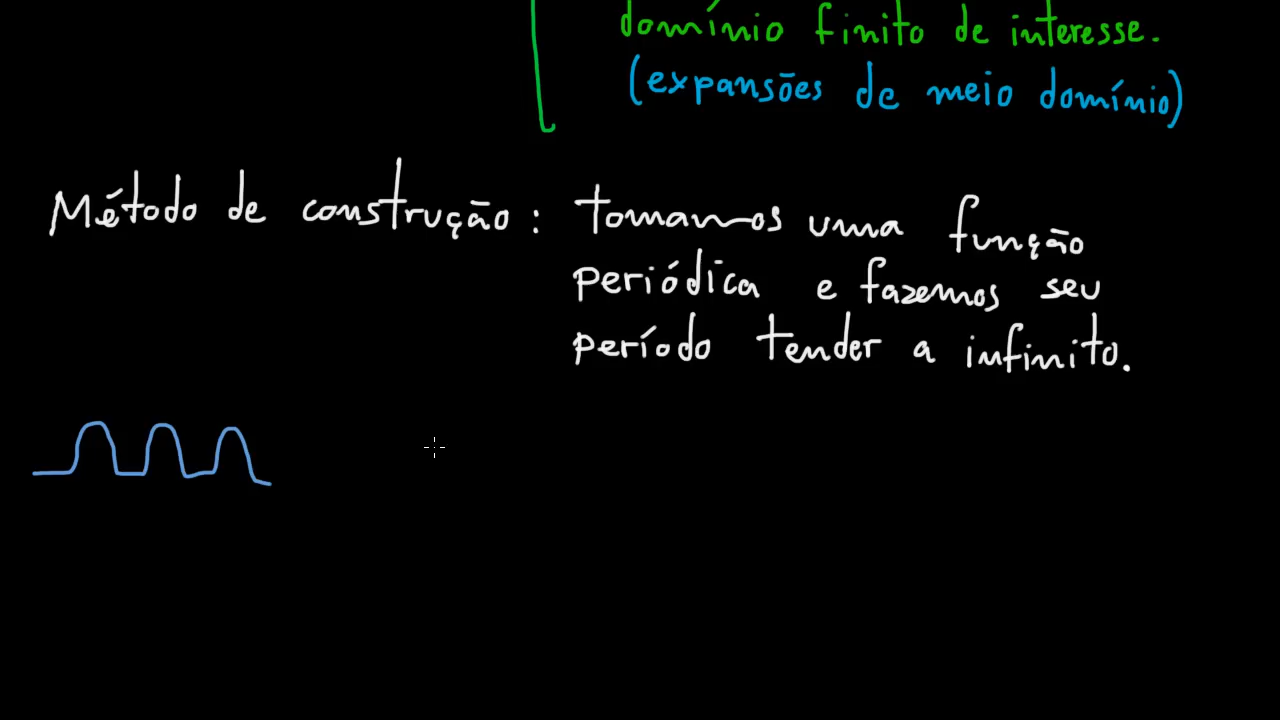 domínio finito de interesse.
(expansões de meio domínio)
Método de construção: tomamos uma função
periódica e fazemos seu
período tender a infinito.